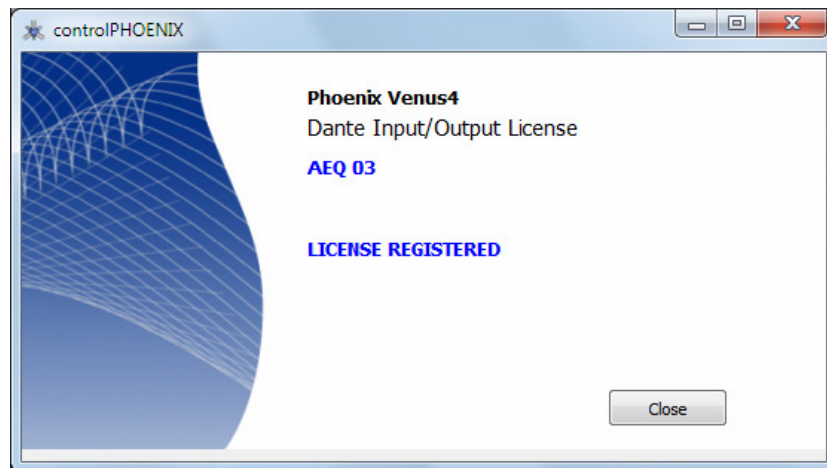 controlPHOENIX
Phoenix Venus4
Dante Input/Output License
AEQ 03
LICENSE REGISTERED
Close